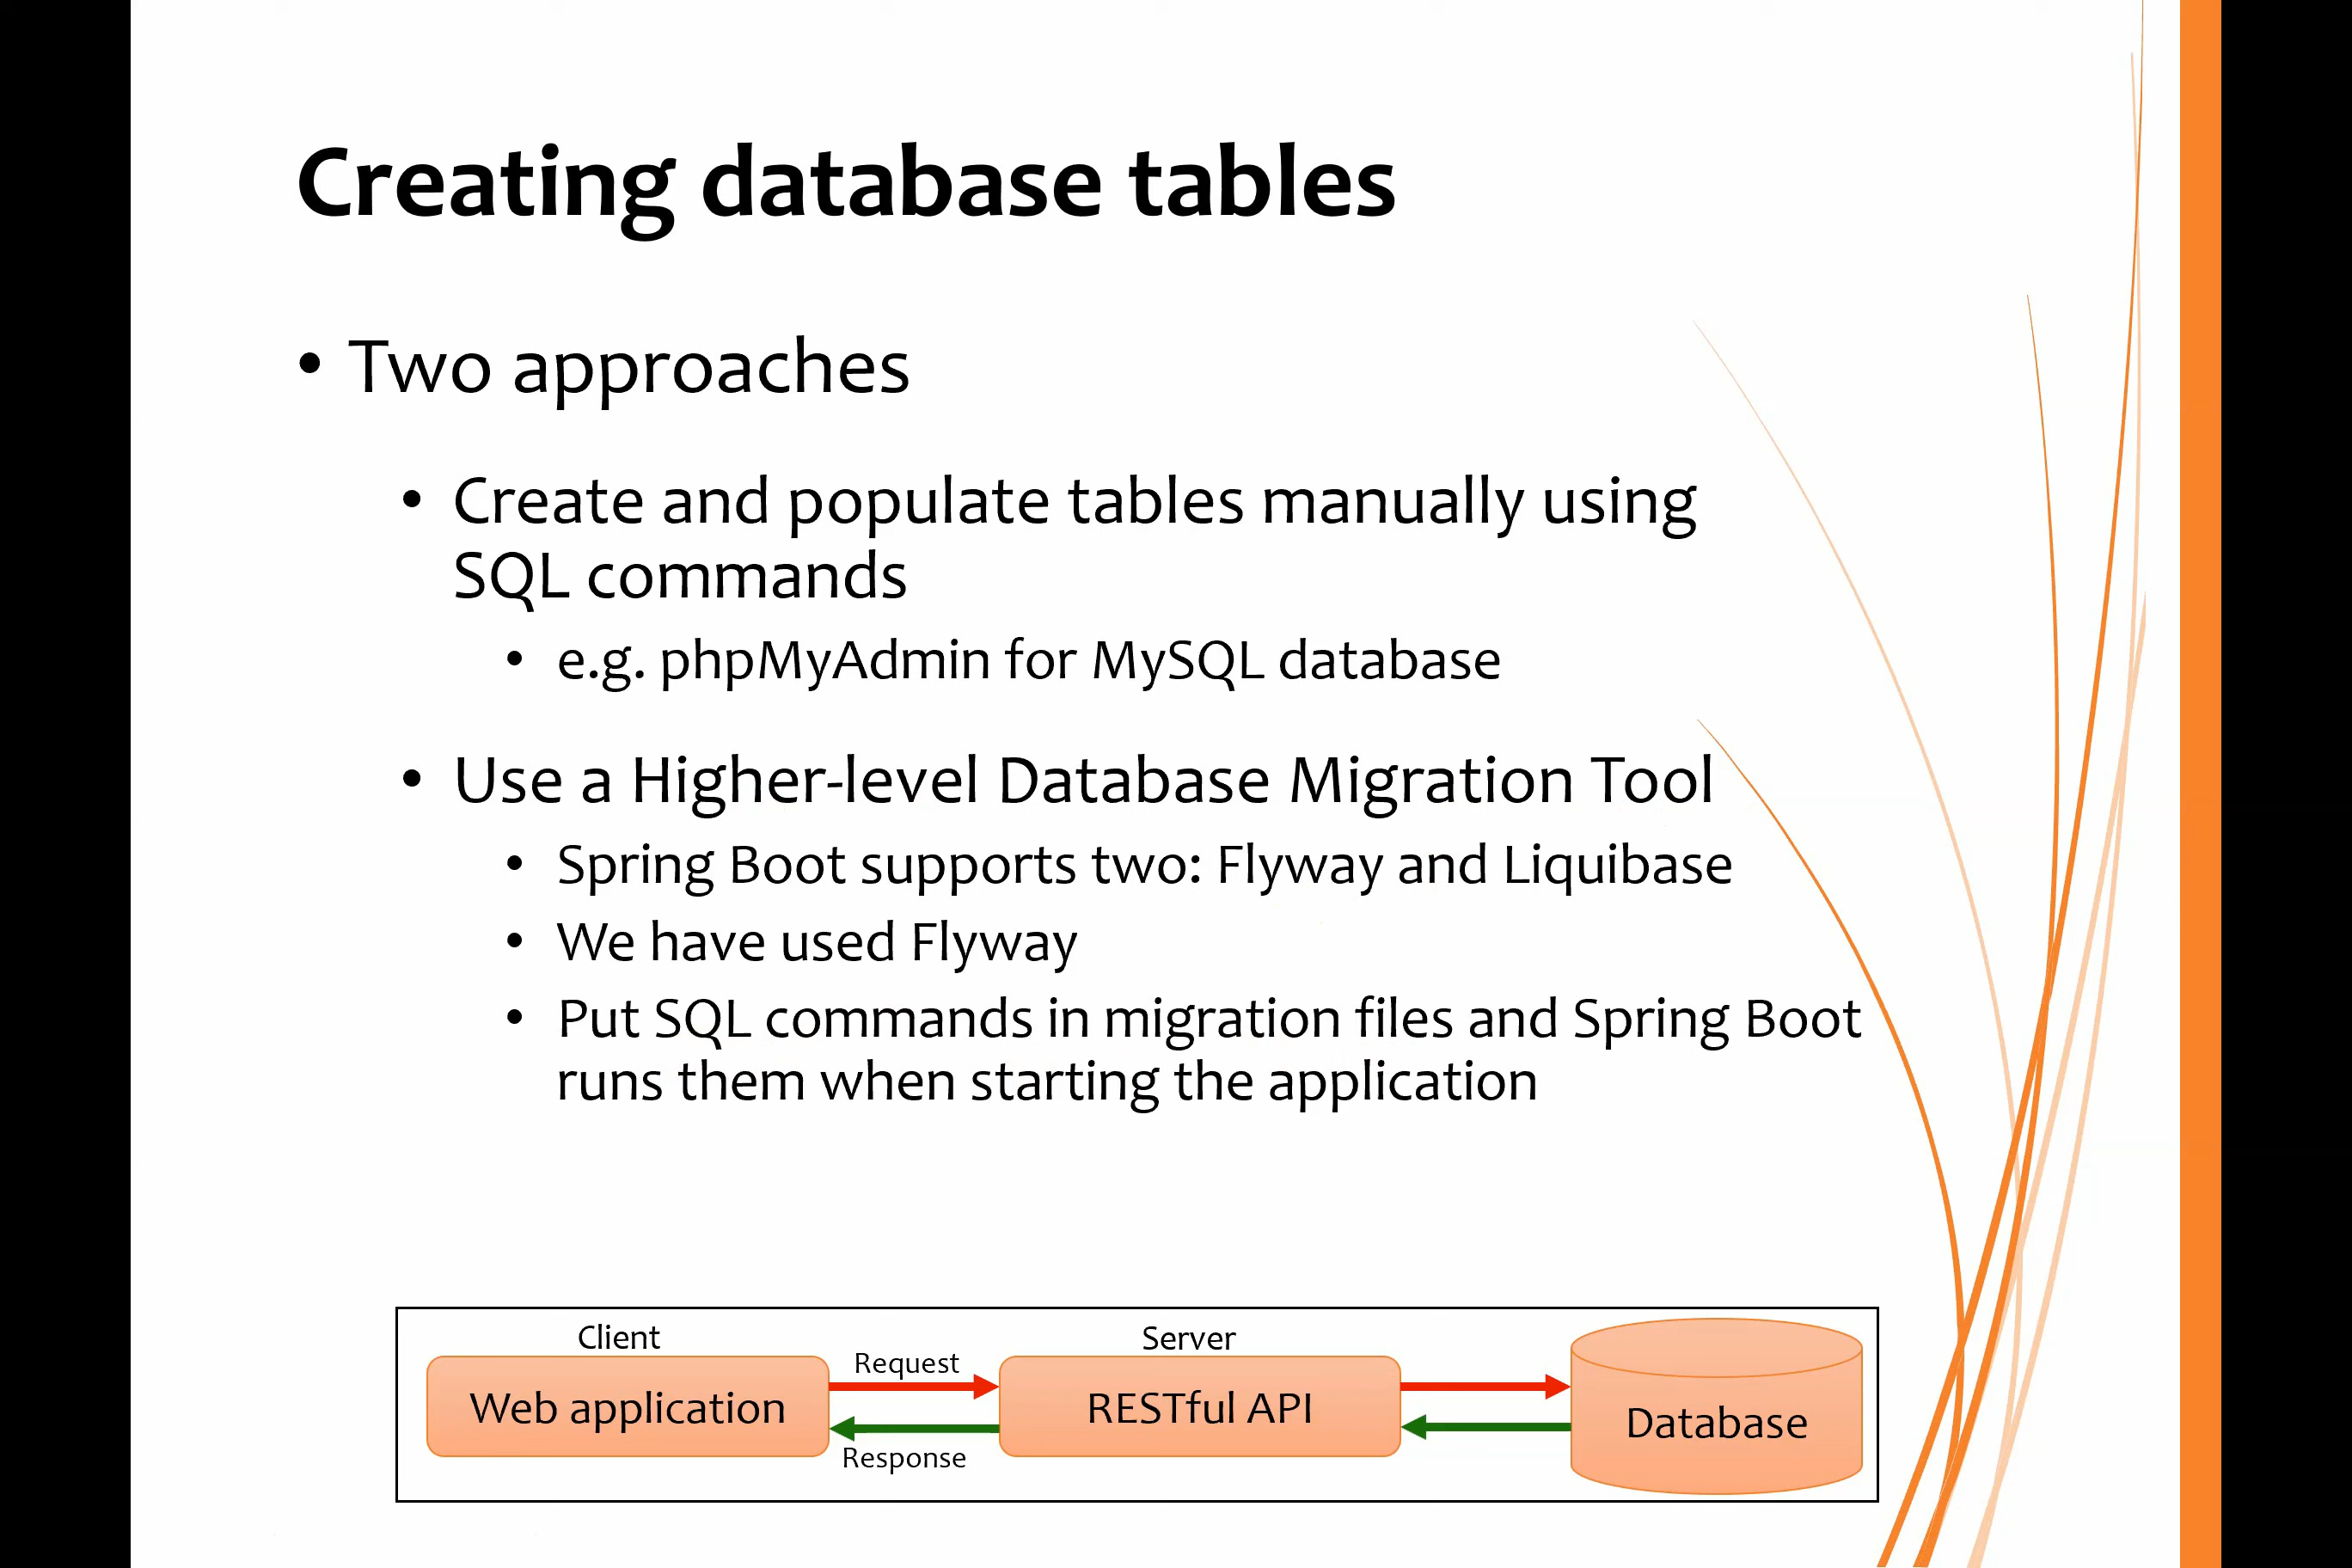 Creating database tables
• Two approaches
• Create and populate tables manually using
SQL commands
• e.g. phpMyAdmin for MySQL database
• Use a Higher-level Database Migration Tool
• Spring Boot supports two: Flyway and Liquibase
• We have used Flyway
• Put SQL commands in migration files and Spring Boot
runs them when starting the application
Client
Server
Request
Web application
RESTful API
Database
Response